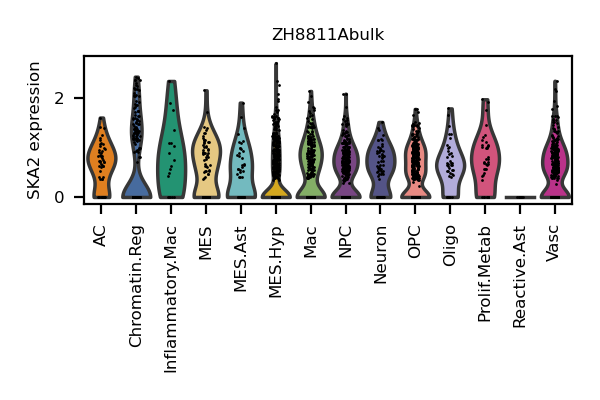 ZH8811Abulk
SKA2 expression
2
0
AC
Chromatin.Reg
Inflammatory.Mac
MES
MES.Ast
MES.Hyp
Mac
NPC
Neuron
OPC
Oligo
Prolif.Metab
Reactive.Ast
Vasc